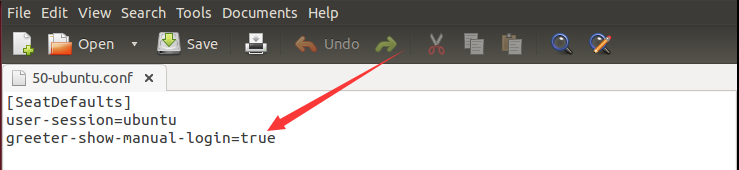 File Edit View Search Tools Documents Help
Open Save Undo
50-ubuntu.conf ×
[SeatDefaults]
user-session=ubuntu
greeter-show-manual-login=true